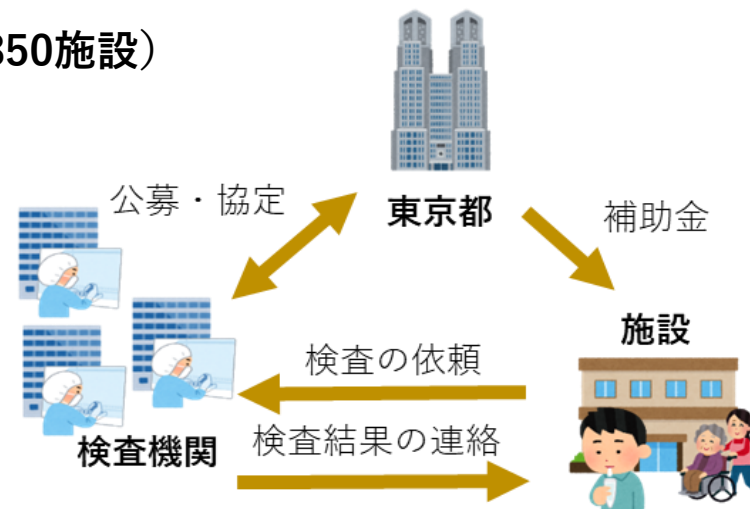 350施設）
公募・協定
東京都
補助金
施設
検査の依頼
検査機関
検査結果の連絡